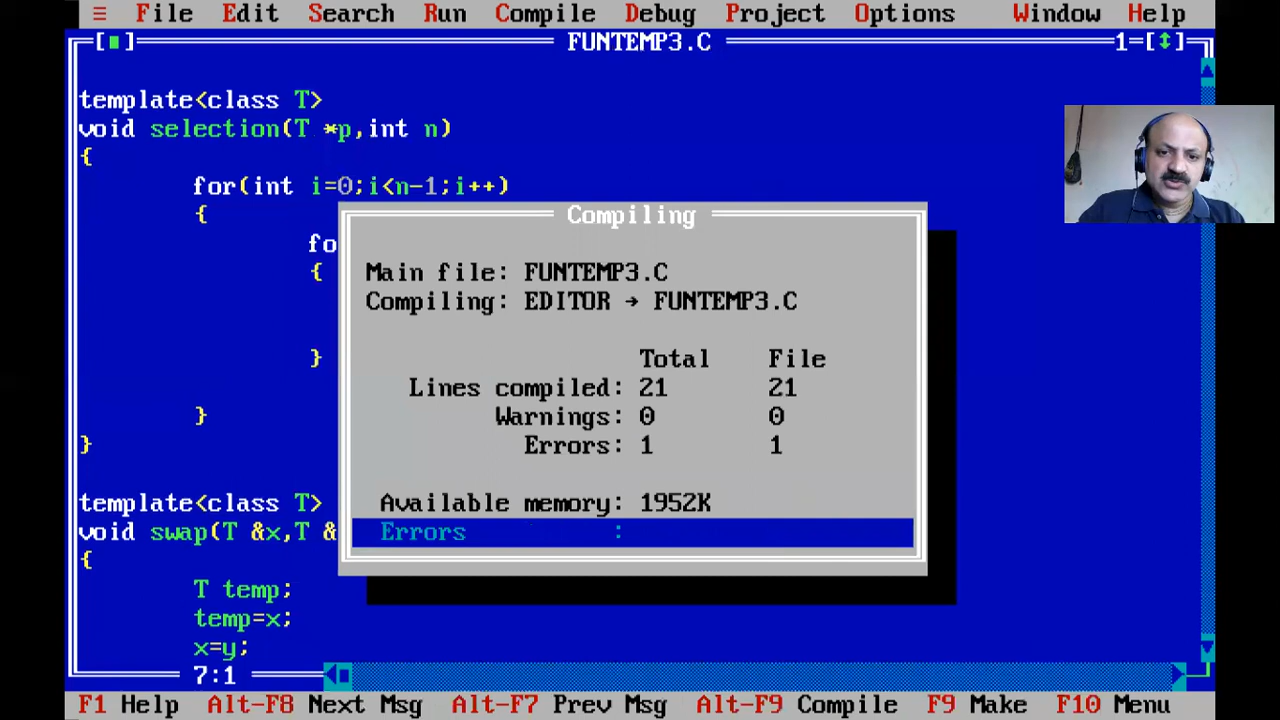 ≡ File Edit Search Run Compile Debug Project Options Window Help
[■] FUNTEMP3.C 1=[↕]
template<class T>
void selection(T *p,int n)
{
for(int i=0;i<n-1;i++)
{
fo
{
}
}
}
template<class T>
void swap(T &x,T &
{
T temp;
temp=x;
x=y;
7:1
Compiling
Main file: FUNTEMP3.C
Compiling: EDITOR → FUNTEMP3.C
Total File
Lines compiled: 21 21
Warnings: 0 0
Errors: 1 1
Available memory: 1952K
Errors :
F1 Help Alt-F8 Next Msg Alt-F7 Prev Msg Alt-F9 Compile F9 Make F10 Menu